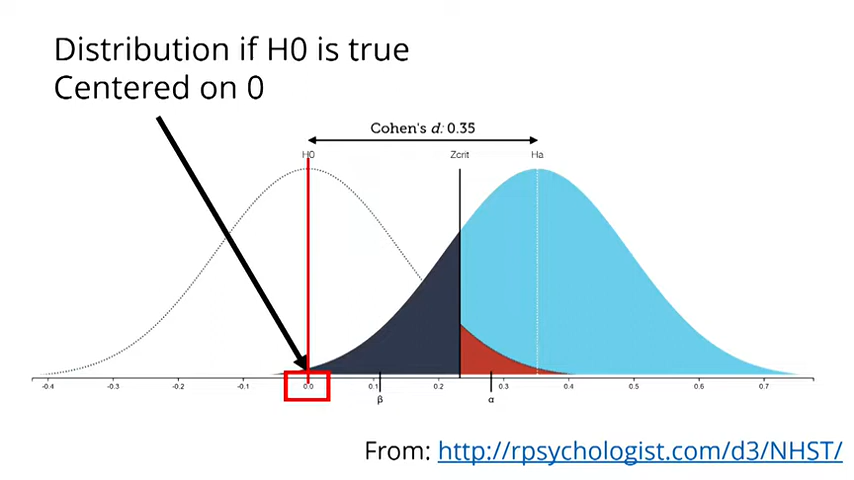 Distribution if H0 is true
Centered on 0
Cohen's d: 0.35
H0 Zcrit Ha
-0.4 -0.3 -0.2 -0.1 0.0 0.1 0.2 0.3 0.4 0.5 0.6 0.7
β α
From: http://rpsychologist.com/d3/NHST/